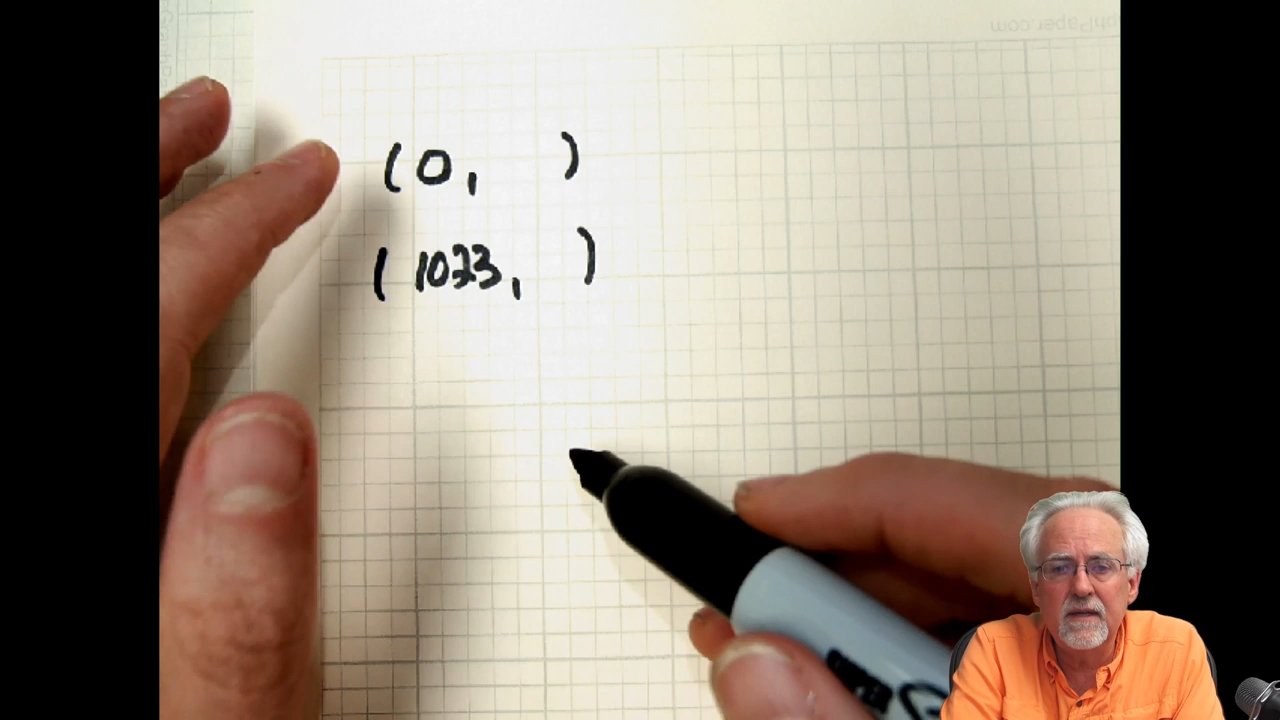 (0, )
(1023, )